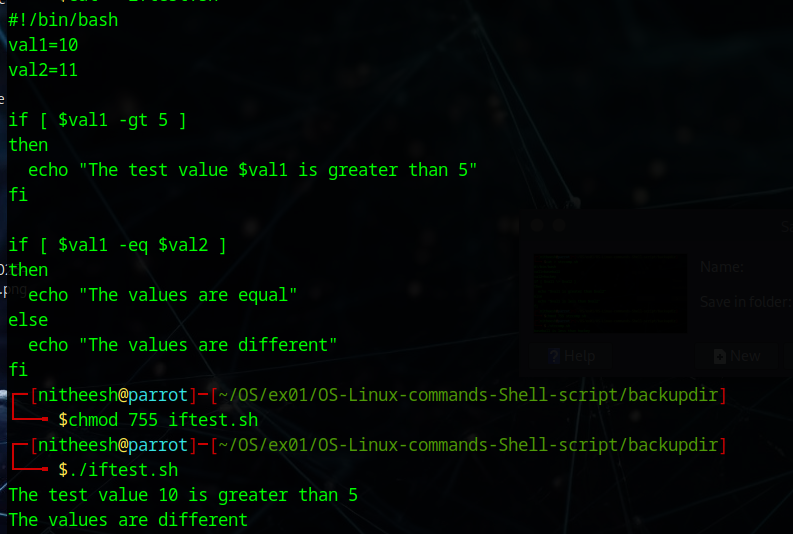 #!/bin/bash
val1=10
val2=11
if [ $val1 -gt 5 ]
then
echo "The test value $val1 is greater than 5"
fi
if [ $val1 -eq $val2 ]
then
echo "The values are equal"
else
echo "The values are different"
fi
[nitheesh@parrot]-[~/OS/ex01/OS-Linux-commands-Shell-script/backupdir]
$chmod 755 iftest.sh
[nitheesh@parrot]-[~/OS/ex01/OS-Linux-commands-Shell-script/backupdir]
$./iftest.sh
The test value 10 is greater than 5
The values are different
Name:
Save in folder:
Help
New
.png